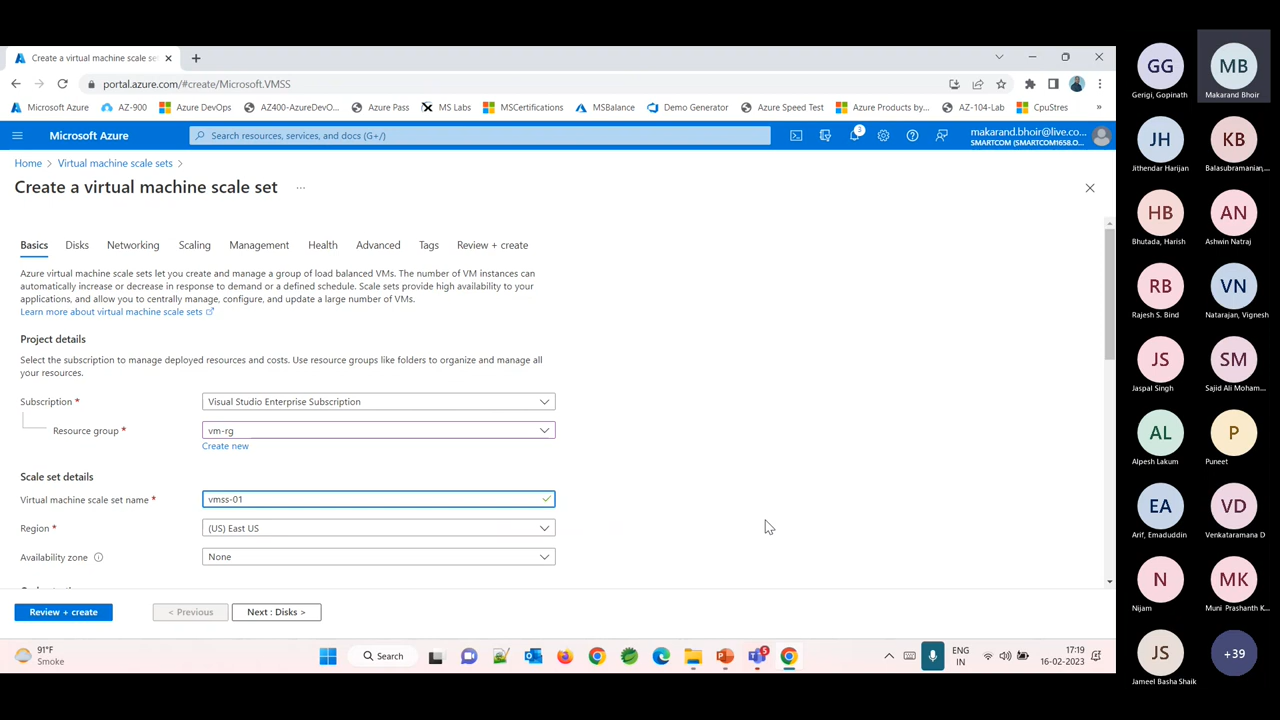 Create a virtual machine scale se
portal.azure.com/#create/Microsoft.VMSS
Microsoft Azure
AZ-900
Azure DevOps
AZ400-AzureDevO...
Azure Pass
MS Labs
MSCertifications
MSBalance
Demo Generator
Azure Speed Test
Azure Products by...
AZ-104-Lab
CpuStres
»
Microsoft Azure
Search resources, services, and docs (G+/)
3
makarand.bhoir@live.co...
SMARTCOM (SMARTCOM1658.O...
Home > Virtual machine scale sets >
Create a virtual machine scale set ...
Basics Disks Networking Scaling Management Health Advanced Tags Review + create
Azure virtual machine scale sets let you create and manage a group of load balanced VMs. The number of VM instances can
automatically increase or decrease in response to demand or a defined schedule. Scale sets provide high availability to your
applications, and allow you to centrally manage, configure, and update a large number of VMs.
Learn more about virtual machine scale sets
Project details
Select the subscription to manage deployed resources and costs. Use resource groups like folders to organize and manage all
your resources.
Subscription * Visual Studio Enterprise Subscription
Resource group * vm-rg
Create new
Scale set details
Virtual machine scale set name * vmss-01
Region * (US) East US
Availability zone None
Review + create < Previous Next : Disks >
91°F
Smoke
Search
5
ENG
IN
17:19
16-02-2023
GG
Gerigi, Gopinath
MB
Makarand Bhoir
JH
Jithendar Harijan
KB
Balasubramanian,...
HB
Bhutada, Harish
AN
Ashwin Natraj
RB
Rajesh S. Bind
VN
Natarajan, Vignesh
JS
Jaspal Singh
SM
Sajid Ali Moham...
AL
Alpesh Lakum
P
Puneet
EA
Arif, Emaduddin
VD
Venkataramana D
N
Nijam
MK
Muni Prashanth K...
JS
Jameel Basha Shaik
+39